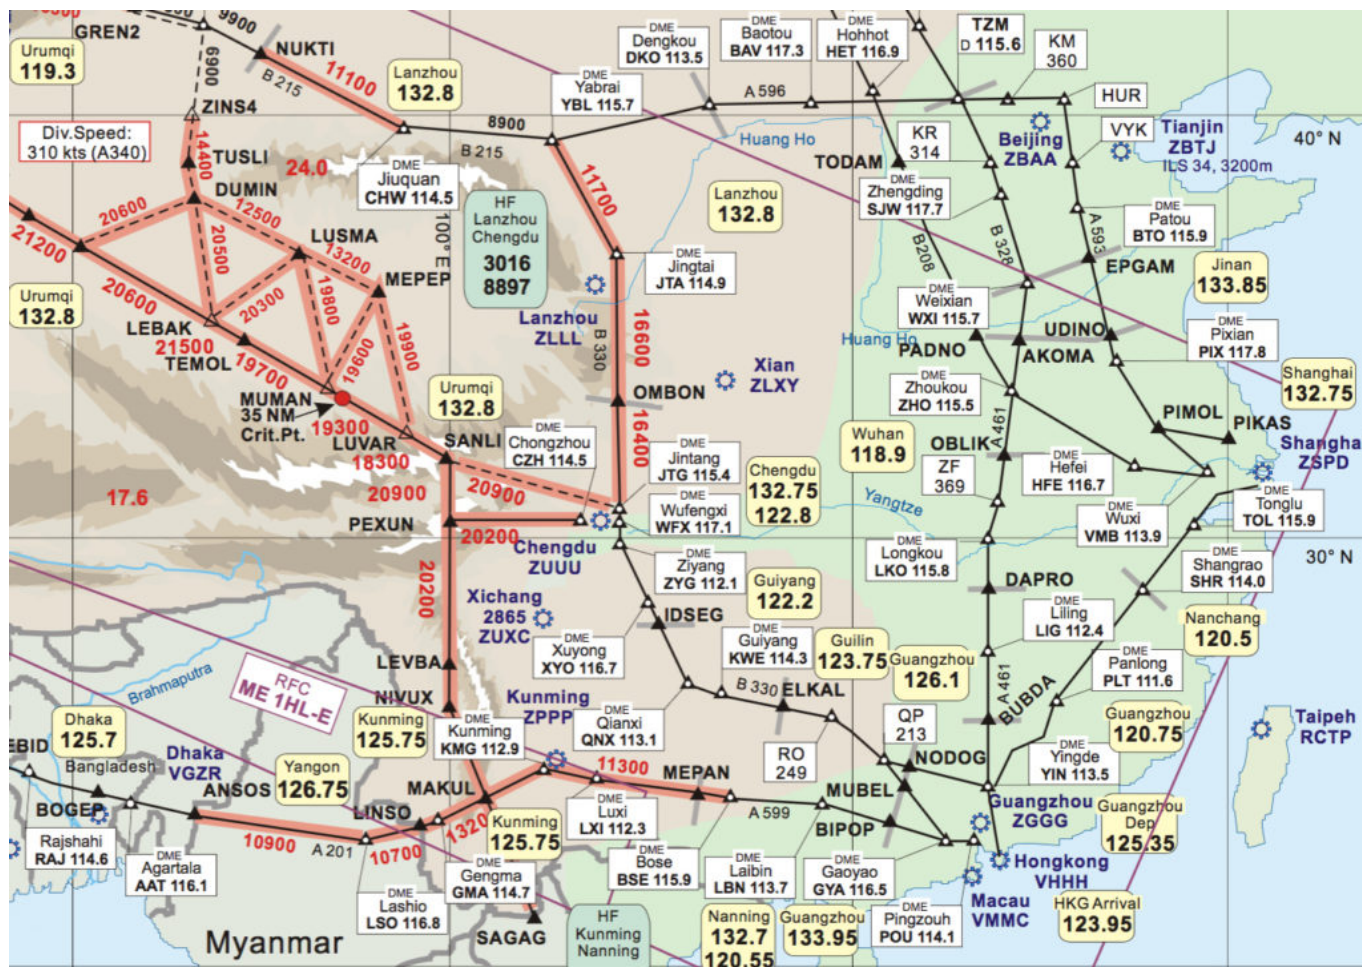 GREN2
9900
Urumqi
119.3
NUKTI
6900
B 215
11100
Lanzhou
132.8
DME
Yabrai
YBL 115.7
DME
Dengkou
DKO 113.5
DME
Baotou
BAV 117.3
DME
Hohhot
HET 116.9
TZM
D 115.6
KM
360
HUR
A 596
ZINS4
Div.Speed:
310 kts (A340)
14400
TUSLI
24.0
DME
Jiuquan
CHW 114.5
8900
B 215
Huang Ho
KR
314
TODAM
Beijing
ZBAA
VYK
Tianjin
ZBTJ
ILS 34, 3200m
40° N
DUMIN
20600
12500
21200
20500
LUSMA
13200
MEPEP
100° E
HF
Lanzhou
Chengdu
3016
8897
11700
Lanzhou
132.8
DME
Zhengding
SJW 117.7
DME
Patou
BTO 115.9
A 593
B 328
B208
EPGAM
Jinan
133.85
DME
Jingtai
JTA 114.9
Lanzhou
ZLLL
Urumqi
132.8
20600
20300
19800
19600
19900
LEBAK
21500
TEMOL
19700
DME
Weixian
WXI 115.7
Huang Ho
PADNO
UDINO
AKOMA
DME
Pixian
PIX 117.8
B 330
16600
Xian
ZLXY
Urumqi
132.8
MUMAN
35 NM
Crit.Pt.
19300
OMBON
DME
Zhoukou
ZHO 115.5
Shanghai
132.75
LUVAR
SANLI
18300
DME
Chongzhou
CZH 114.5
16400
DME
Jintang
JTG 115.4
Wuhan
118.9
OBLIK
A 461
PIMOL
PIKAS
Shangha
ZSPD
17.6
20900
20900
Chengdu
132.75
122.8
ZF
369
DME
Hefei
HFE 116.7
DME
Wufengxi
WFX 117.1
Yangtze
DME
Wuxi
VMB 113.9
DME
Tonglu
TOL 115.9
PEXUN
20200
Chengdu
ZUUU
DME
Ziyang
ZYG 112.1
DME
Longkou
LKO 115.8
DME
Shangrao
SHR 114.0
30° N
20200
Xichang
2865
ZUXC
Guiyang
122.2
DAPRO
IDSEG
DME
Xuyong
XYO 116.7
DME
Guiyang
KWE 114.3
Guilin
123.75
Guangzhou
126.1
DME
Liling
LIG 112.4
Nanchang
120.5
DME
Panlong
PLT 111.6
LEVBA
Brahmaputra
RFC
ME 1HL-E
NIVUX
Kunming
ZPPP
B 330
ELKAL
A 461
BUBDA
Dhaka
125.7
Kunming
125.75
DME
Kunming
KMG 112.9
DME
Qianxi
QNX 113.1
QP
213
NODOG
Guangzhou
120.75
Taipeh
RCTP
EBID
Bangladesh
Dhaka
VGZR
ANSOS
Yangon
126.75
RO
249
DME
Yingde
YIN 113.5
MAKUL
11300
MEPAN
MUBEL
BOGEP
LINSO
A 599
BIPOP
Guangzhou
ZGGG
Guangzhou
Dep
125.35
DME
Luxi
LXI 112.3
Rajshahi
RAJ 114.6
10900
A 201
10700
1320
Kunming
125.75
DME
Agartala
AAT 116.1
DME
Gengma
GMA 114.7
DME
Bose
BSE 115.9
DME
Laibin
LBN 113.7
DME
Gaoyao
GYA 116.5
Hongkong
VHHH
Macau
VMMC
DME
Lashio
LSO 116.8
SAGAG
Myanmar
HF
Kunming
Nanning
Nanning
132.7
120.55
Guangzhou
133.95
DME
Pingzouh
POU 114.1
HKG Arrival
123.95